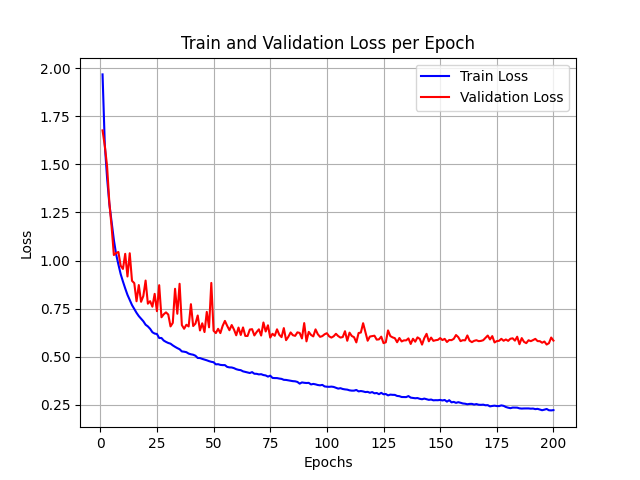 Train and Validation Loss per Epoch
Train Loss
Validation Loss
2.00
1.75
1.50
1.25
1.00
0.75
0.50
0.25
Loss
0 25 50 75 100 125 150 175 200
Epochs